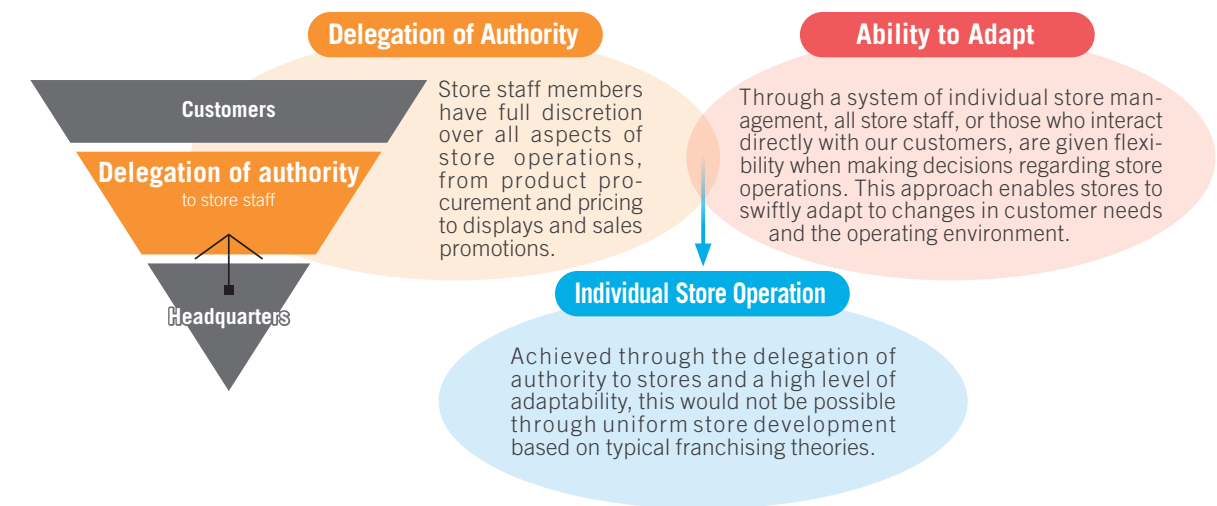 Delegation of Authority
Ability to Adapt
Customers
Delegation of authority
to store staff
Headquarters
Store staff members
have full discretion
over all aspects of
store operations,
from product pro-
curement and pricing
to displays and sales
promotions.
Through a system of individual store man-
agement, all store staff, or those who interact
directly with our customers, are given flexi-
bility when making decisions regarding store
operations. This approach enables stores to
swiftly adapt to changes in customer needs
and the operating environment.
Individual Store Operation
Achieved through the delegation of
authority to stores and a high level of
adaptability, this would not be possible
through uniform store development
based on typical franchising theories.